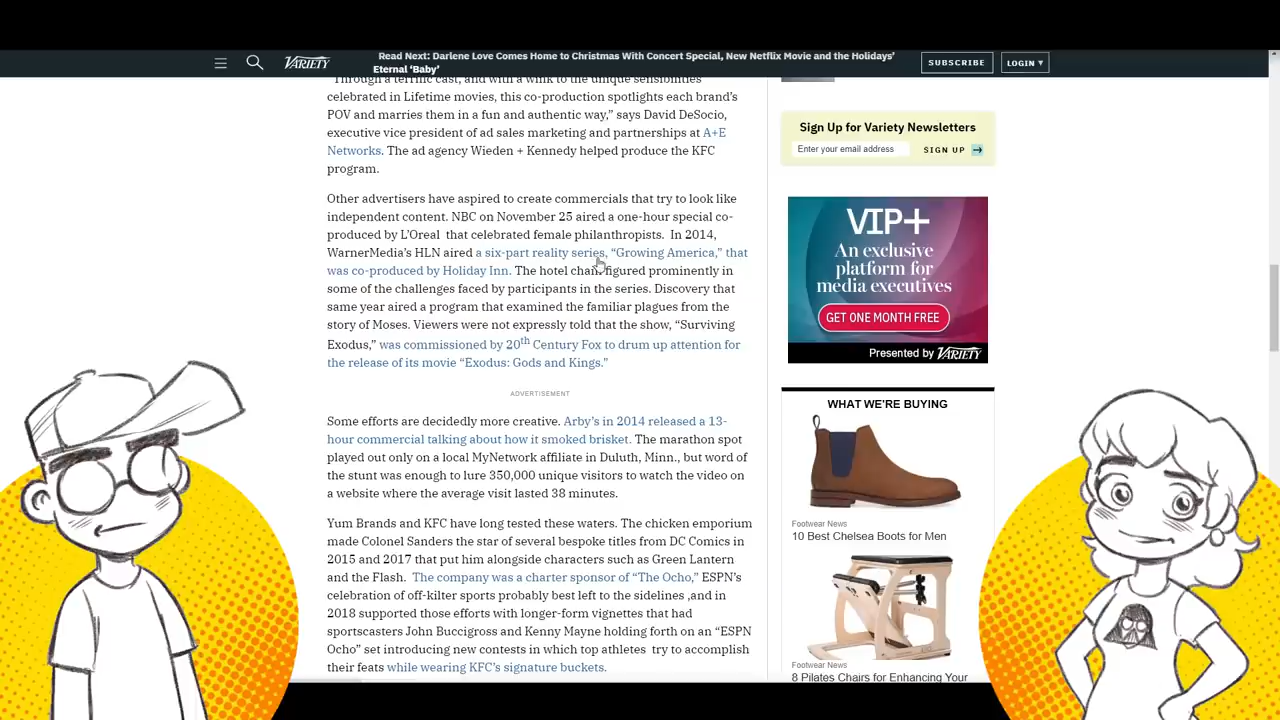 VARIETY
Read Next: Darlene Love Comes Home to Christmas With Concert Special, New Netflix Movie and the Holidays’
Eternal ‘Baby’
SUBSCRIBE
LOGIN ▾
“Through a terrific cast, and with a wink to the unique sensibilities
celebrated in Lifetime movies, this co-production spotlights each brand’s
POV and marries them in a fun and authentic way,” says David DeSocio,
executive vice president of ad sales marketing and partnerships at A+E
Networks. The ad agency Wieden + Kennedy helped produce the KFC
program.
Other advertisers have aspired to create commercials that try to look like
independent content. NBC on November 25 aired a one-hour special co-
produced by L’Oreal that celebrated female philanthropists. In 2014,
WarnerMedia’s HLN aired a six-part reality series, “Growing America,” that
was co-produced by Holiday Inn. The hotel chain figured prominently in
some of the challenges faced by participants in the series. Discovery that
same year aired a program that examined the familiar plagues from the
story of Moses. Viewers were not expressly told that the show, “Surviving
Exodus,” was commissioned by 20th Century Fox to drum up attention for
the release of its movie “Exodus: Gods and Kings.”
ADVERTISEMENT
Some efforts are decidedly more creative. Arby’s in 2014 released a 13-
hour commercial talking about how it smoked brisket. The marathon spot
played out only on a local MyNetwork affiliate in Duluth, Minn., but word of
the stunt was enough to lure 350,000 unique visitors to watch the video on
a website where the average visit lasted 38 minutes.
Yum Brands and KFC have long tested these waters. The chicken emporium
made Colonel Sanders the star of several bespoke titles from DC Comics in
2015 and 2017 that put him alongside characters such as Green Lantern
and the Flash. The company was a charter sponsor of “The Ocho,” ESPN’s
celebration of off-kilter sports probably best left to the sidelines ,and in
2018 supported those efforts with longer-form vignettes that had
sportscasters John Buccigross and Kenny Mayne holding forth on an “ESPN
Ocho” set introducing new contests in which top athletes try to accomplish
their feats while wearing KFC’s signature buckets.
Sign Up for Variety Newsletters
Enter your email address
SIGN UP →
VIP+
An exclusive
platform for
media executives
GET ONE MONTH FREE
Presented by VARIETY
WHAT WE'RE BUYING
Footwear News
10 Best Chelsea Boots for Men
Footwear News
8 Pilates Chairs for Enhancing Your